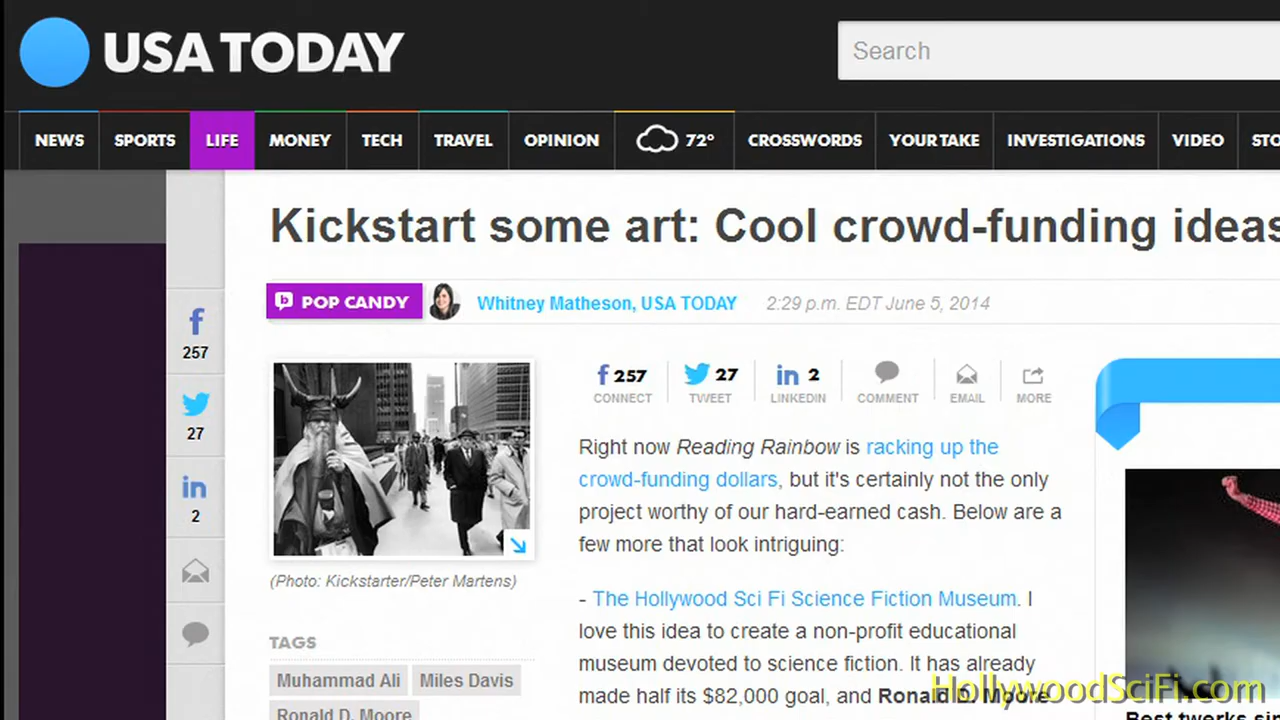 USA TODAY
Search
NEWS
SPORTS
LIFE
MONEY
TECH
TRAVEL
OPINION
72°
CROSSWORDS
YOUR TAKE
INVESTIGATIONS
VIDEO
STO
Kickstart some art: Cool crowd-funding ideas
POP CANDY
Whitney Matheson, USA TODAY
2:29 p.m. EDT June 5, 2014
257
27
2
257
CONNECT
27
TWEET
2
LINKEDIN
COMMENT
EMAIL
MORE
(Photo: Kickstarter/Peter Martens)
TAGS
Muhammad Ali
Miles Davis
Ronald D. Moore
Right now Reading Rainbow is racking up the
crowd-funding dollars, but it's certainly not the only
project worthy of our hard-earned cash. Below are a
few more that look intriguing:
- The Hollywood Sci Fi Science Fiction Museum. I
love this idea to create a non-profit educational
museum devoted to science fiction. It has already
made half its $82,000 goal, and Ronald D. Moore
HollywoodSciFi.com